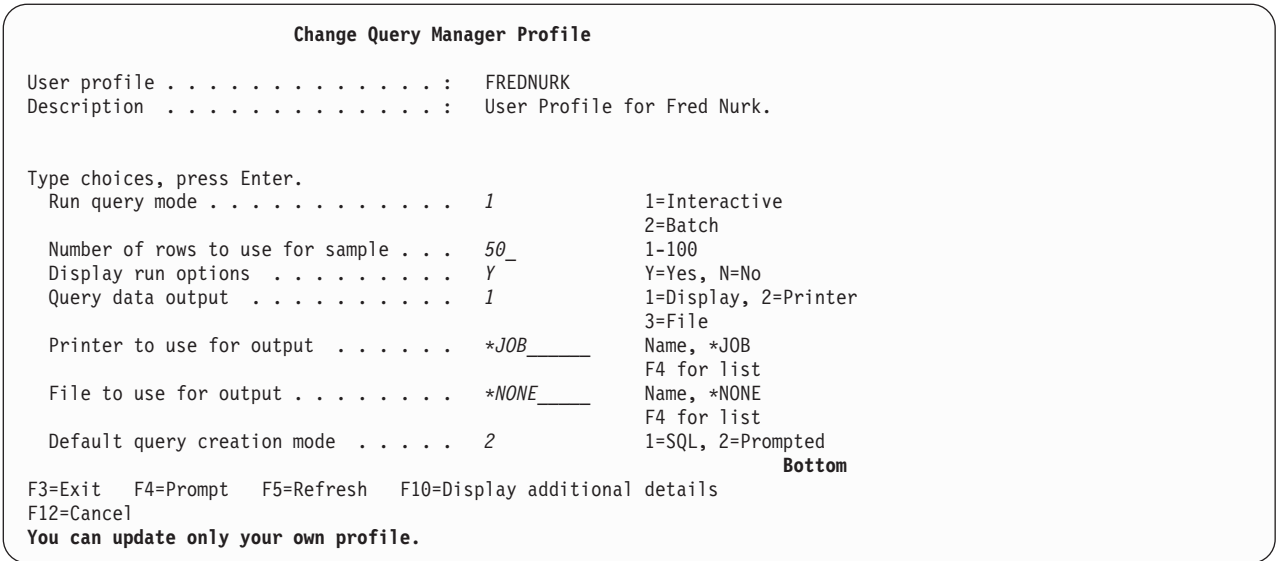 Change Query Manager Profile
User profile . . . . . . . . . . . . . :   FREDNURK
Description  . . . . . . . . . . . . . :   User Profile for Fred Nurk.
Type choices, press Enter.
Run query mode . . . . . . . . . . . .   1   1=Interactive
2=Batch
Number of rows to use for sample . . .   50_   1-100
Display run options  . . . . . . . . .   Y   Y=Yes, N=No
Query data output  . . . . . . . . . .   1   1=Display, 2=Printer
3=File
Printer to use for output  . . . . . .   *JOB______   Name, *JOB
F4 for list
File to use for output . . . . . . . .   *NONE_____   Name, *NONE
F4 for list
Default query creation mode  . . . . .   2   1=SQL, 2=Prompted
Bottom
F3=Exit   F4=Prompt   F5=Refresh   F10=Display additional details
F12=Cancel
You can update only your own profile.